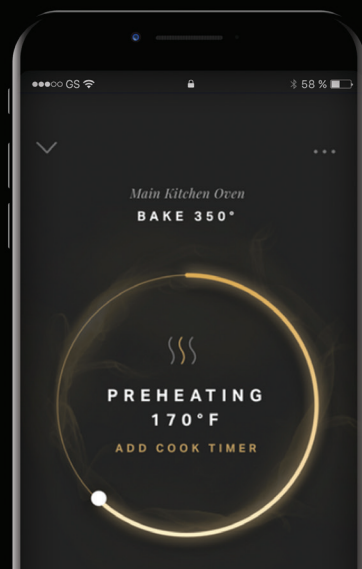 GS 58 %
Main Kitchen Oven
BAKE 350°
PREHEATING
170°F
ADD COOK TIMER